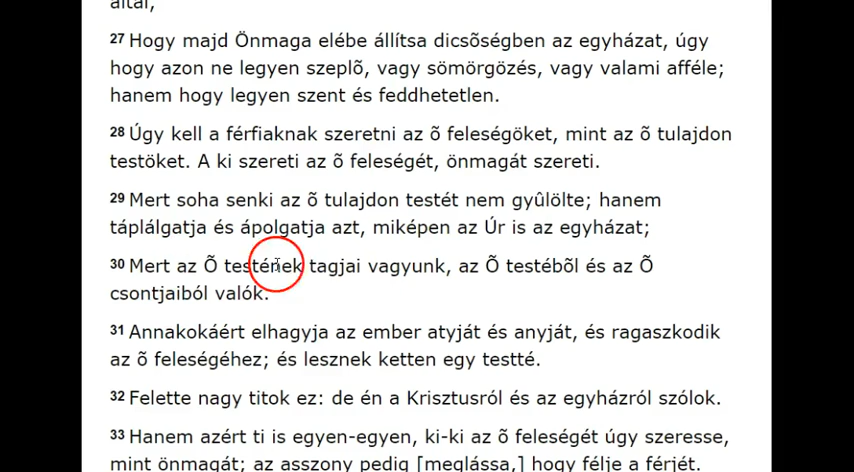 által,
27 Hogy majd Önmaga elébe állítsa dicsõségben az egyházat, úgy
hogy azon ne legyen szeplõ, vagy sömörgözés, vagy valami afféle;
hanem hogy legyen szent és feddhetetlen.
28 Úgy kell a férfiaknak szeretni az õ feleségöket, mint az õ tulajdon
testöket. A ki szereti az õ feleségét, önmagát szereti.
29 Mert soha senki az õ tulajdon testét nem gyûlölte; hanem
táplálgatja és ápolgatja azt, miképen az Úr is az egyházat;
30 Mert az Õ testének tagjai vagyunk, az Õ testébõl és az Õ
csontjaiból valók.
31 Annakokáért elhagyja az ember atyját és anyját, és ragaszkodik
az õ feleségéhez; és lesznek ketten egy testté.
32 Felette nagy titok ez: de én a Krisztusról és az egyházról szólok.
33 Hanem azért ti is egyen-egyen, ki-ki az õ feleségét úgy szeresse,
mint önmagát; az asszony pedig [meglássa,] hogy félje a férjét.